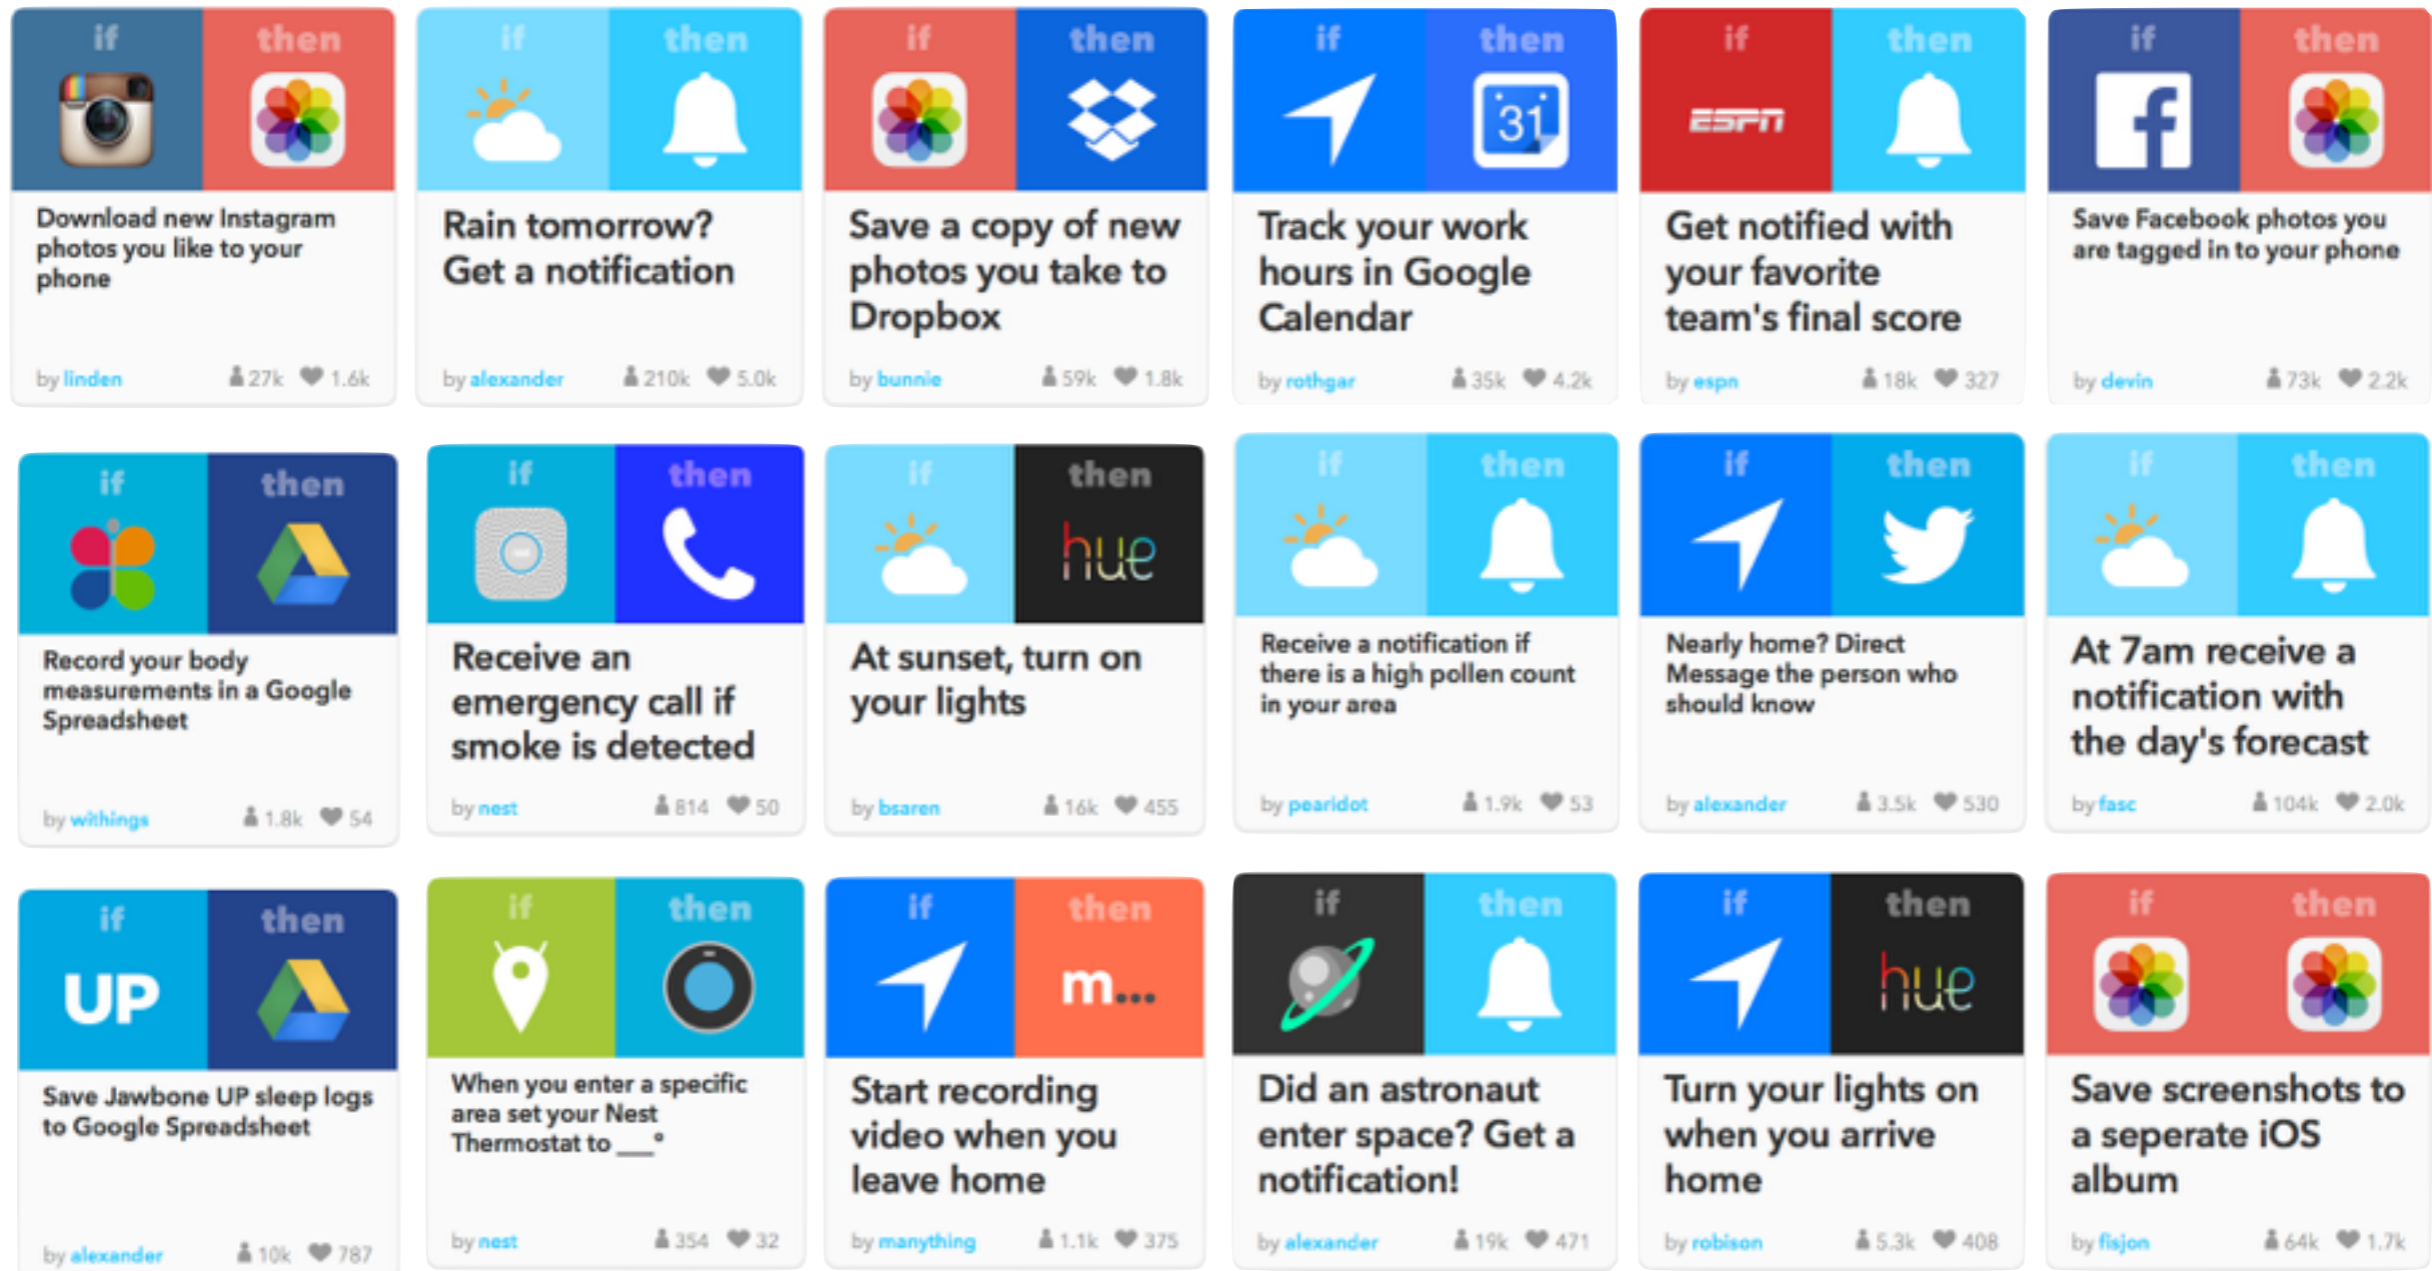 if then
Download new Instagram
photos you like to your
phone
by linden 27k 1.6k
if then
Rain tomorrow?
Get a notification
by alexander 210k 5.0k
if then
Save a copy of new
photos you take to
Dropbox
by bunnie 59k 1.8k
if then
31
Track your work
hours in Google
Calendar
by rothgar 35k 4.2k
if then
ESPN
Get notified with
your favorite
team's final score
by espn 18k 327
if then
f
Save Facebook photos you
are tagged in to your phone
by devin 73k 2.2k
if then
Record your body
measurements in a Google
Spreadsheet
by withings 1.8k 54
if then
Receive an
emergency call if
smoke is detected
by nest 814 50
if then
hue
At sunset, turn on
your lights
by bsaren 16k 455
if then
Receive a notification if
there is a high pollen count
in your area
by pearidot 1.9k 53
if then
Nearly home? Direct
Message the person who
should know
by alexander 3.5k 530
if then
At 7am receive a
notification with
the day's forecast
by fasc 104k 2.0k
if then
UP
Save Jawbone UP sleep logs
to Google Spreadsheet
by alexander 10k 787
if then
When you enter a specific
area set your Nest
Thermostat to ___°
by nest 354 32
if then
m...
Start recording
video when you
leave home
by manything 1.1k 375
if then
Did an astronaut
enter space? Get a
notification!
by alexander 19k 471
if then
hue
Turn your lights on
when you arrive
home
by robison 5.3k 408
if then
Save screenshots to
a seperate iOS
album
by fisjon 64k 1.7k